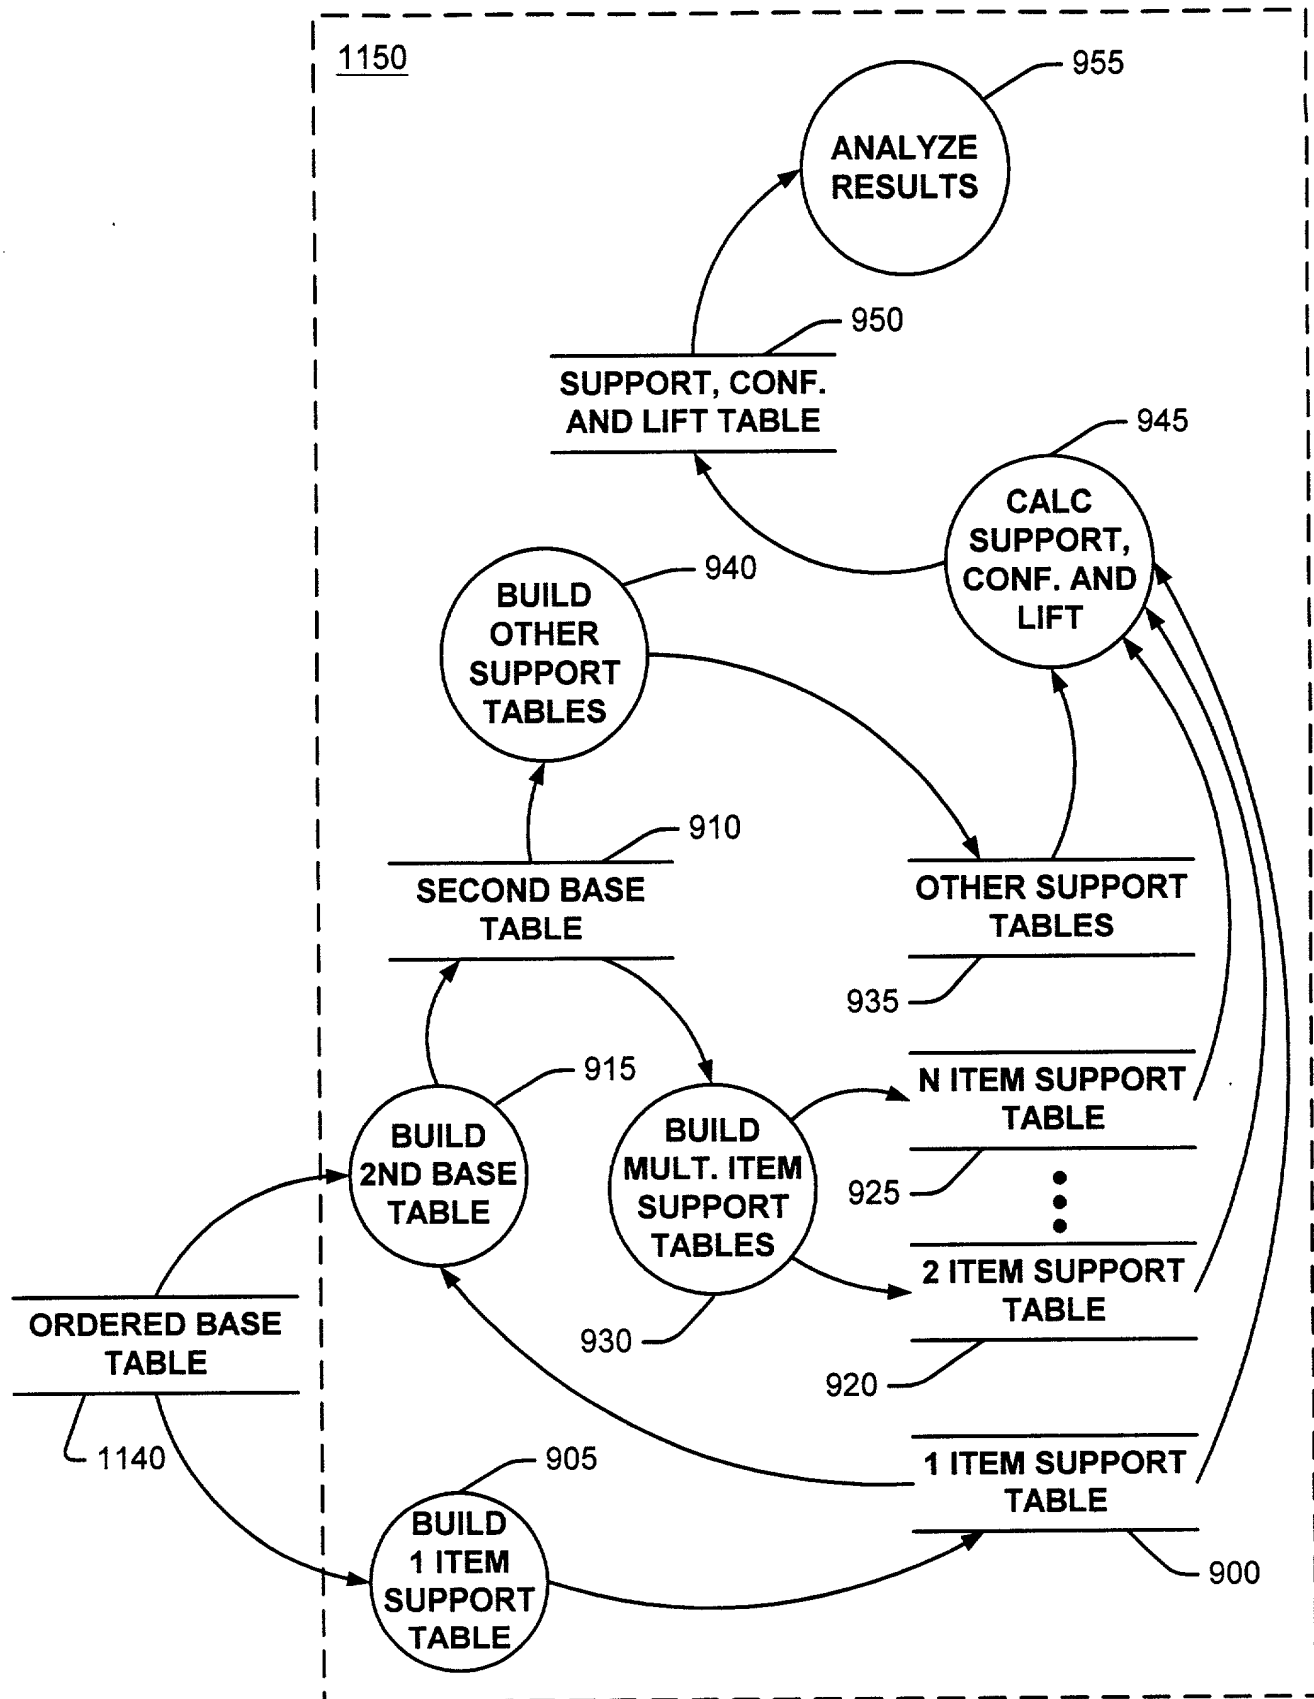 1150
955
ANALYZE
RESULTS
950
SUPPORT, CONF.
AND LIFT TABLE
945
CALC
SUPPORT,
CONF. AND
LIFT
940
BUILD
OTHER
SUPPORT
TABLES
910
SECOND BASE
TABLE
OTHER SUPPORT
TABLES
935
915
BUILD
2ND BASE
TABLE
BUILD
MULT. ITEM
SUPPORT
TABLES
930
N ITEM SUPPORT
TABLE
925
2 ITEM SUPPORT
TABLE
920
ORDERED BASE
TABLE
1140
905
BUILD
1 ITEM
SUPPORT
TABLE
1 ITEM SUPPORT
TABLE
900